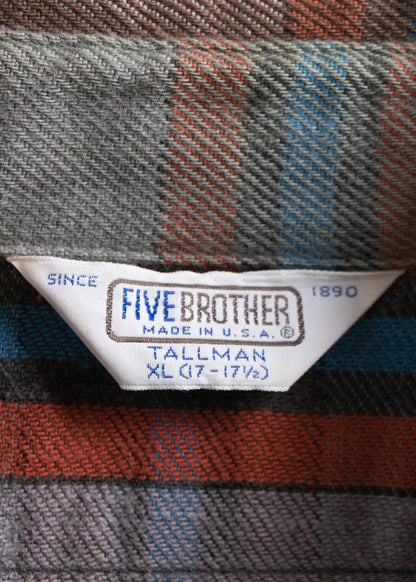 SINCE 1890
FIVE BROTHER
MADE IN U.S.A. ®
TALLMAN
XL (17-17½)